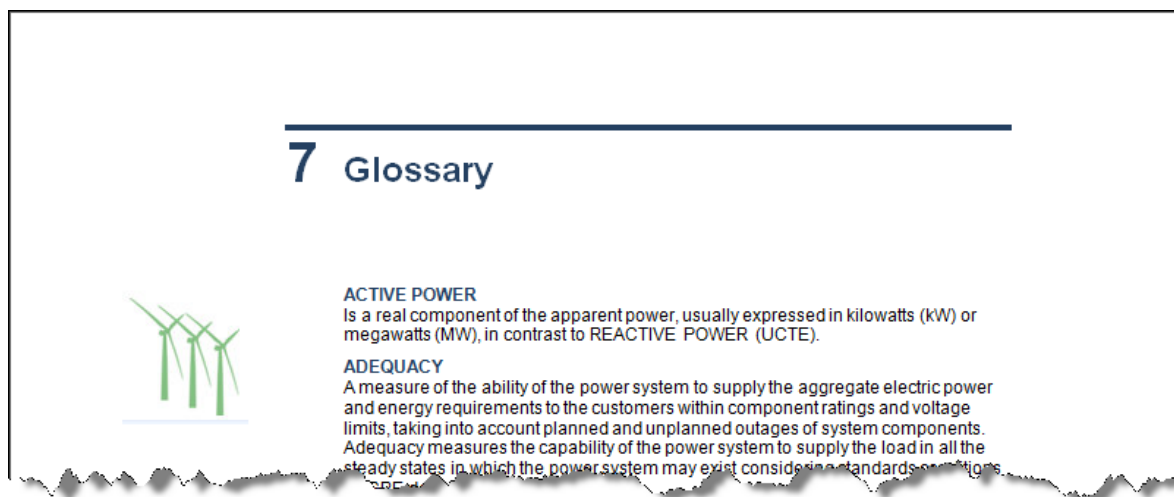 7 Glossary
ACTIVE POWER
Is a real component of the apparent power, usually expressed in kilowatts (kW) or
megawatts (MW), in contrast to REACTIVE POWER (UCTE).
ADEQUACY
A measure of the ability of the power system to supply the aggregate electric power
and energy requirements to the customers within component ratings and voltage
limits, taking into account planned and unplanned outages of system components.
Adequacy measures the capability of the power system to supply the load in all the
steady states in which the power system may exist considering standards